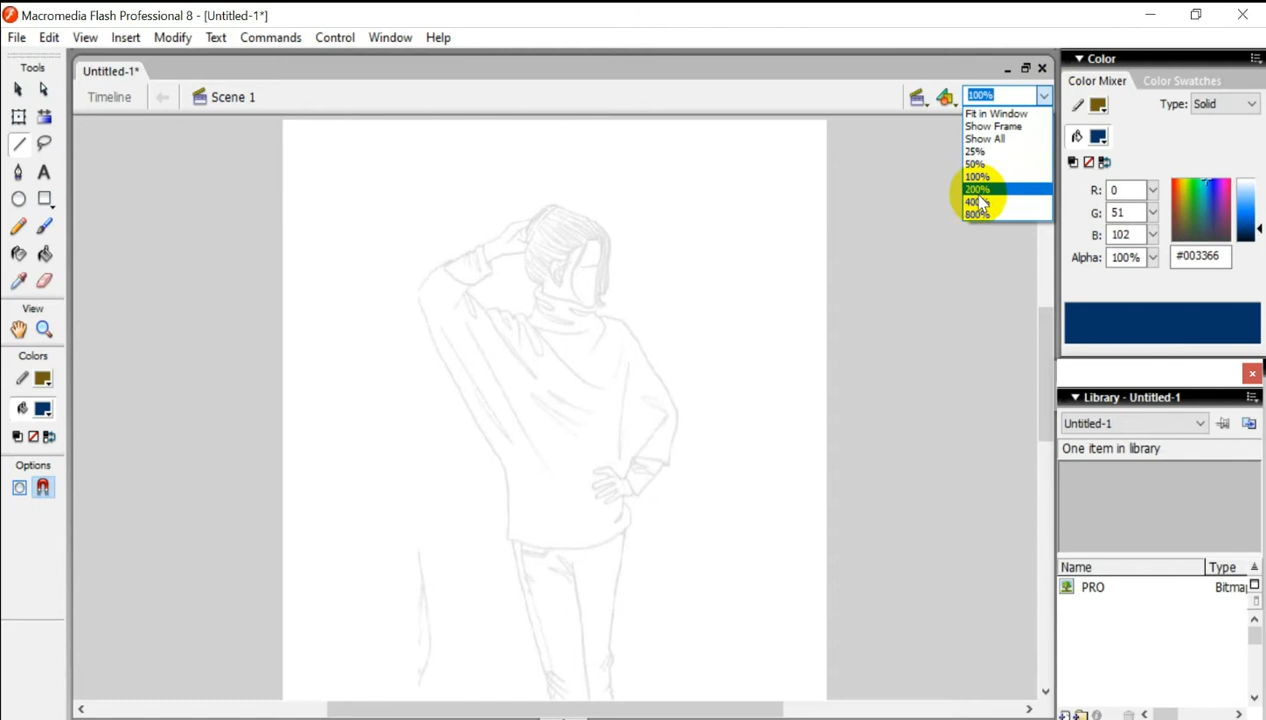 Macromedia Flash Professional 8 - [Untitled-1*]
File Edit View Insert Modify Text Commands Control Window Help
Tools
Untitled-1*
Timeline Scene 1 100%
Fit in Window
Show Frame
Show All
25%
50%
100%
200%
400%
800%
View
Colors
Options
Color
Color Mixer Color Swatches
Type: Solid
R: 0
G: 51
B: 102
#003366
Alpha: 100%
Library - Untitled-1
Untitled-1
One item in library
Name Type
PRO Bitma